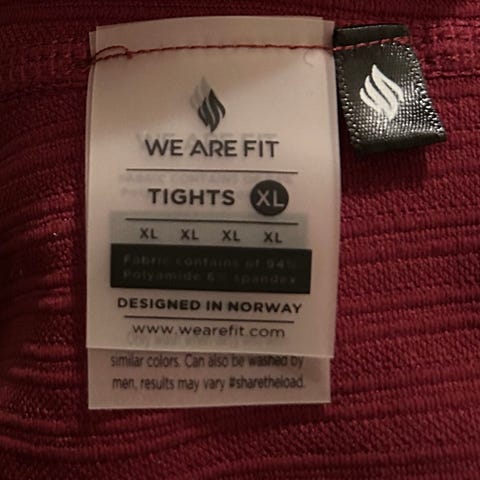 WE ARE FIT
TIGHTS XL
XL XL XL XL
Fabric contains of 94%
Polyamide 6% spandex
DESIGNED IN NORWAY
www.wearefit.com
similar colors. Can also be washed by
men, results may vary #sharetheload.